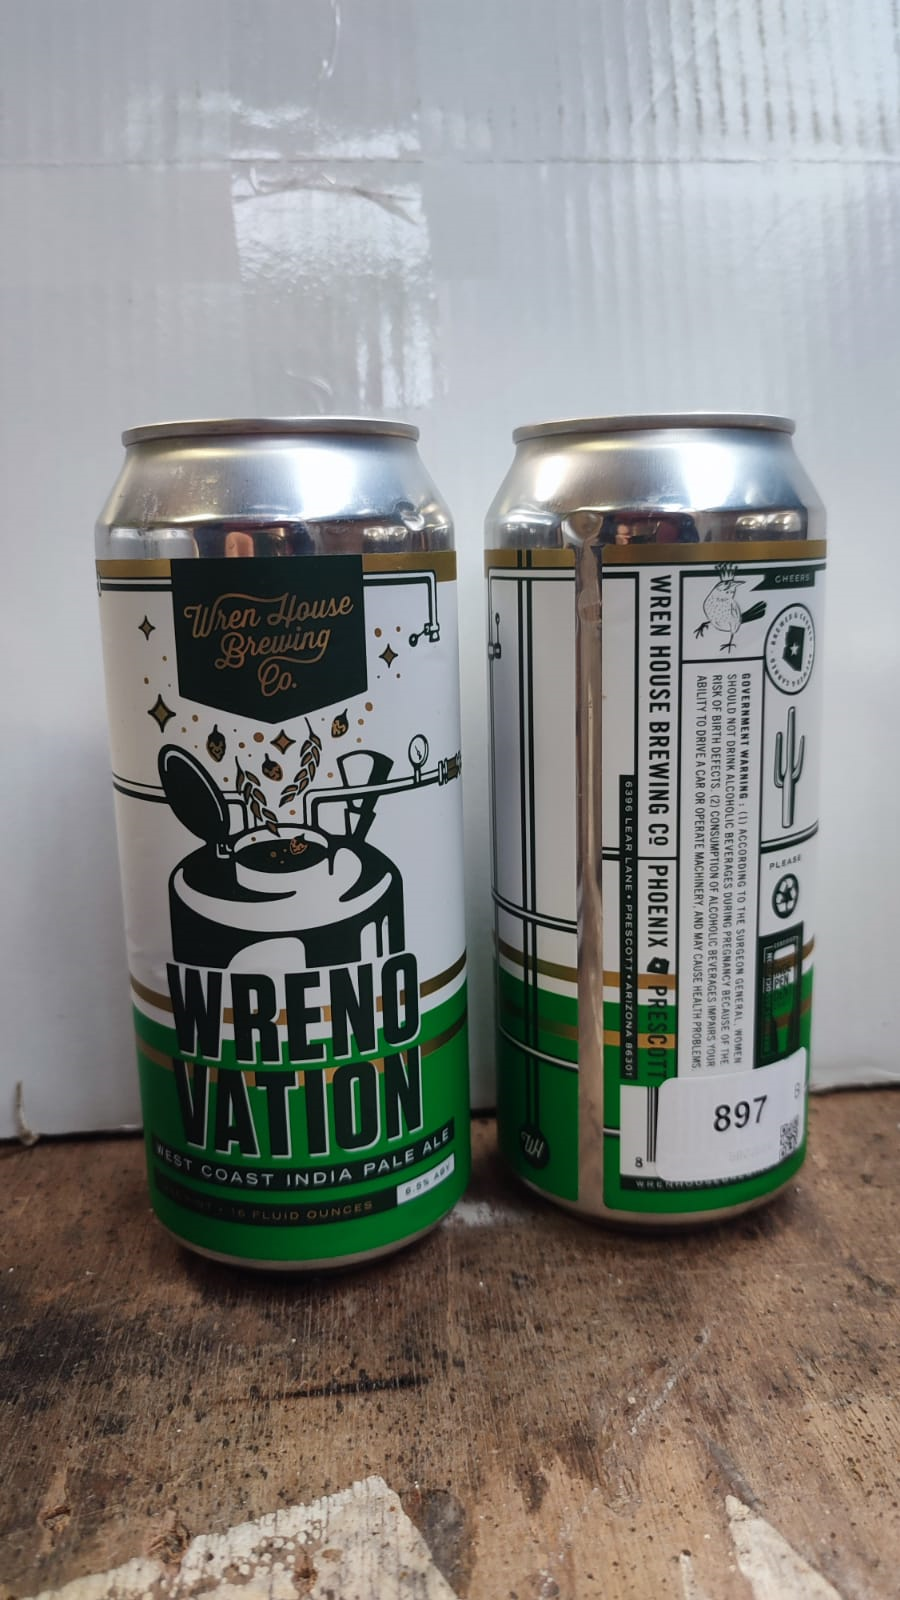 Wren House
Brewing
Co.
WRENO
VATION
WEST COAST INDIA PALE ALE
16 FLUID OUNCES
6.5% ABV
WREN HOUSE BREWING CO PHOENIX PRESCOTT
6396 LEAR LANE • PRESCOTT • ARIZONA 86301
CHEERS
GOVERNMENT WARNING: (1) ACCORDING TO THE SURGEON GENERAL, WOMEN
SHOULD NOT DRINK ALCOHOLIC BEVERAGES DURING PREGNANCY BECAUSE OF THE
RISK OF BIRTH DEFECTS. (2) CONSUMPTION OF ALCOHOLIC BEVERAGES IMPAIRS YOUR
ABILITY TO DRIVE A CAR OR OPERATE MACHINERY, AND MAY CAUSE HEALTH PROBLEMS.
PLEASE
WH
897
8
8